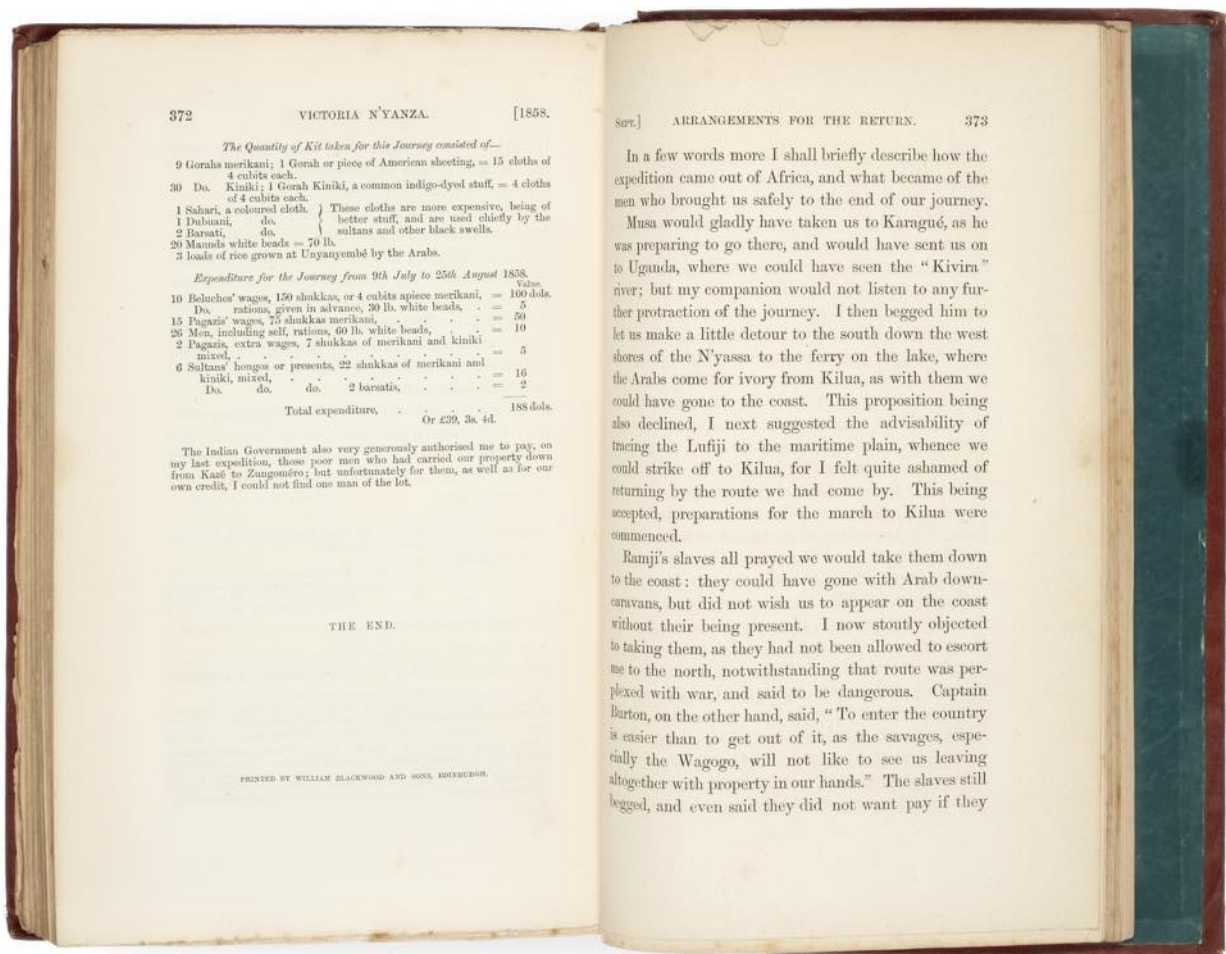 372 VICTORIA N'YANZA. [1858.
The Quantity of Kit taken for this Journey consisted of—
9 Gorahs merikani; 1 Gorah or piece of American sheeting, = 15 cloths of
4 cubits each.
30 Do. Kiniki; 1 Gorah Kiniki, a common indigo-dyed stuff, = 4 cloths
of 4 cubits each.
1 Sahari, a coloured cloth. } These cloths are more expensive, being of
1 Dubuani, do. } better stuff, and are used chiefly by the
2 Barsati, do. } sultans and other black swells.
20 Maunds white beads = 70 lb.
3 loads of rice grown at Unyanyembé by the Arabs.
Expenditure for the Journey from 9th July to 25th August 1858.
Value.
10 Beluches' wages, 150 shukkas, or 4 cubits apiece merikani, = 100 dols.
Do. rations, given in advance, 30 lb. white beads, . = 5
15 Pagazis' wages, 75 shukkas merikani, . . . = 50
26 Men, including self, rations, 60 lb. white beads, . . = 10
2 Pagazis, extra wages, 7 shukkas of merikani and kiniki
mixed, . . . . . . . . = 5
6 Sultans' hongos or presents, 22 shukkas of merikani and
kiniki, mixed, . . . . . . . = 16
Do. do. do. 2 barsatis, . . . = 2
Total expenditure, . . . . 188 dols.
Or £39, 3s. 4d.
The Indian Government also very generously authorised me to pay, on
my last expedition, those poor men who had carried our property down
from Kazé to Zungoméro; but unfortunately for them, as well as for our
own credit, I could not find one man of the lot.
THE END.
PRINTED BY WILLIAM BLACKWOOD AND SONS, EDINBURGH.
SEPT.] ARRANGEMENTS FOR THE RETURN. 373
In a few words more I shall briefly describe how the
expedition came out of Africa, and what became of the
men who brought us safely to the end of our journey.
Musa would gladly have taken us to Karagué, as he
was preparing to go there, and would have sent us on
to Uganda, where we could have seen the "Kivira"
river; but my companion would not listen to any fur-
ther protraction of the journey. I then begged him to
let us make a little detour to the south down the west
shores of the N'yassa to the ferry on the lake, where
the Arabs come for ivory from Kilua, as with them we
could have gone to the coast. This proposition being
also declined, I next suggested the advisability of
tracing the Lufiji to the maritime plain, whence we
could strike off to Kilua, for I felt quite ashamed of
returning by the route we had come by. This being
accepted, preparations for the march to Kilua were
commenced.
Ramji's slaves all prayed we would take them down
to the coast: they could have gone with Arab down-
caravans, but did not wish us to appear on the coast
without their being present. I now stoutly objected
to taking them, as they had not been allowed to escort
me to the north, notwithstanding that route was per-
plexed with war, and said to be dangerous. Captain
Burton, on the other hand, said, "To enter the country
is easier than to get out of it, as the savages, espe-
cially the Wagogo, will not like to see us leaving
altogether with property in our hands." The slaves still
begged, and even said they did not want pay if they